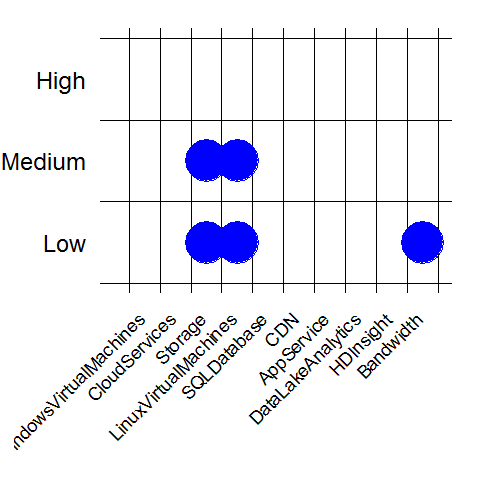 High
Medium
Low
ndowsVirtualMachines
CloudServices
Storage
LinuxVirtualMachines
SQLDatabase
CDN
AppService
DataLakeAnalytics
HDInsight
Bandwidth